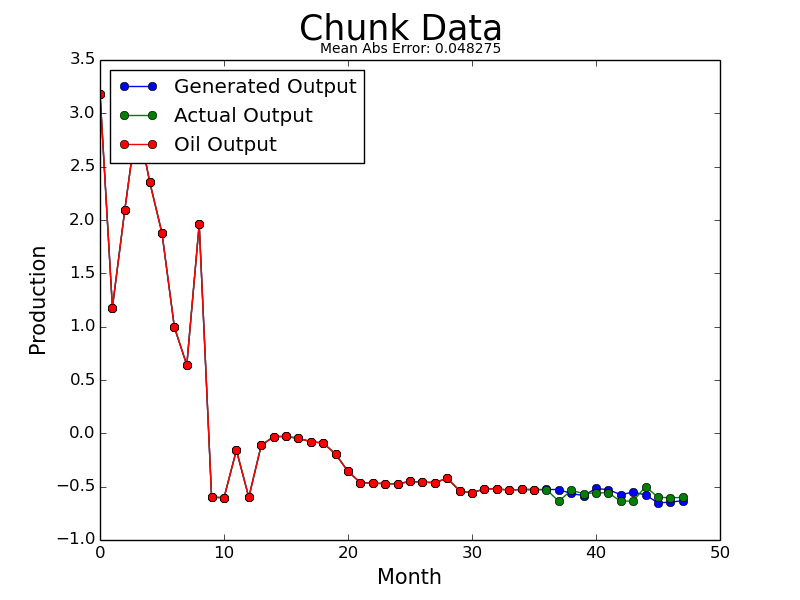 Chunk Data
Mean Abs Error: 0.048275
3.5
3.0
2.5
2.0
1.5
1.0
0.5
0.0
−0.5
−1.0
Production
Generated Output
Actual Output
Oil Output
0 10 20 30 40 50
Month